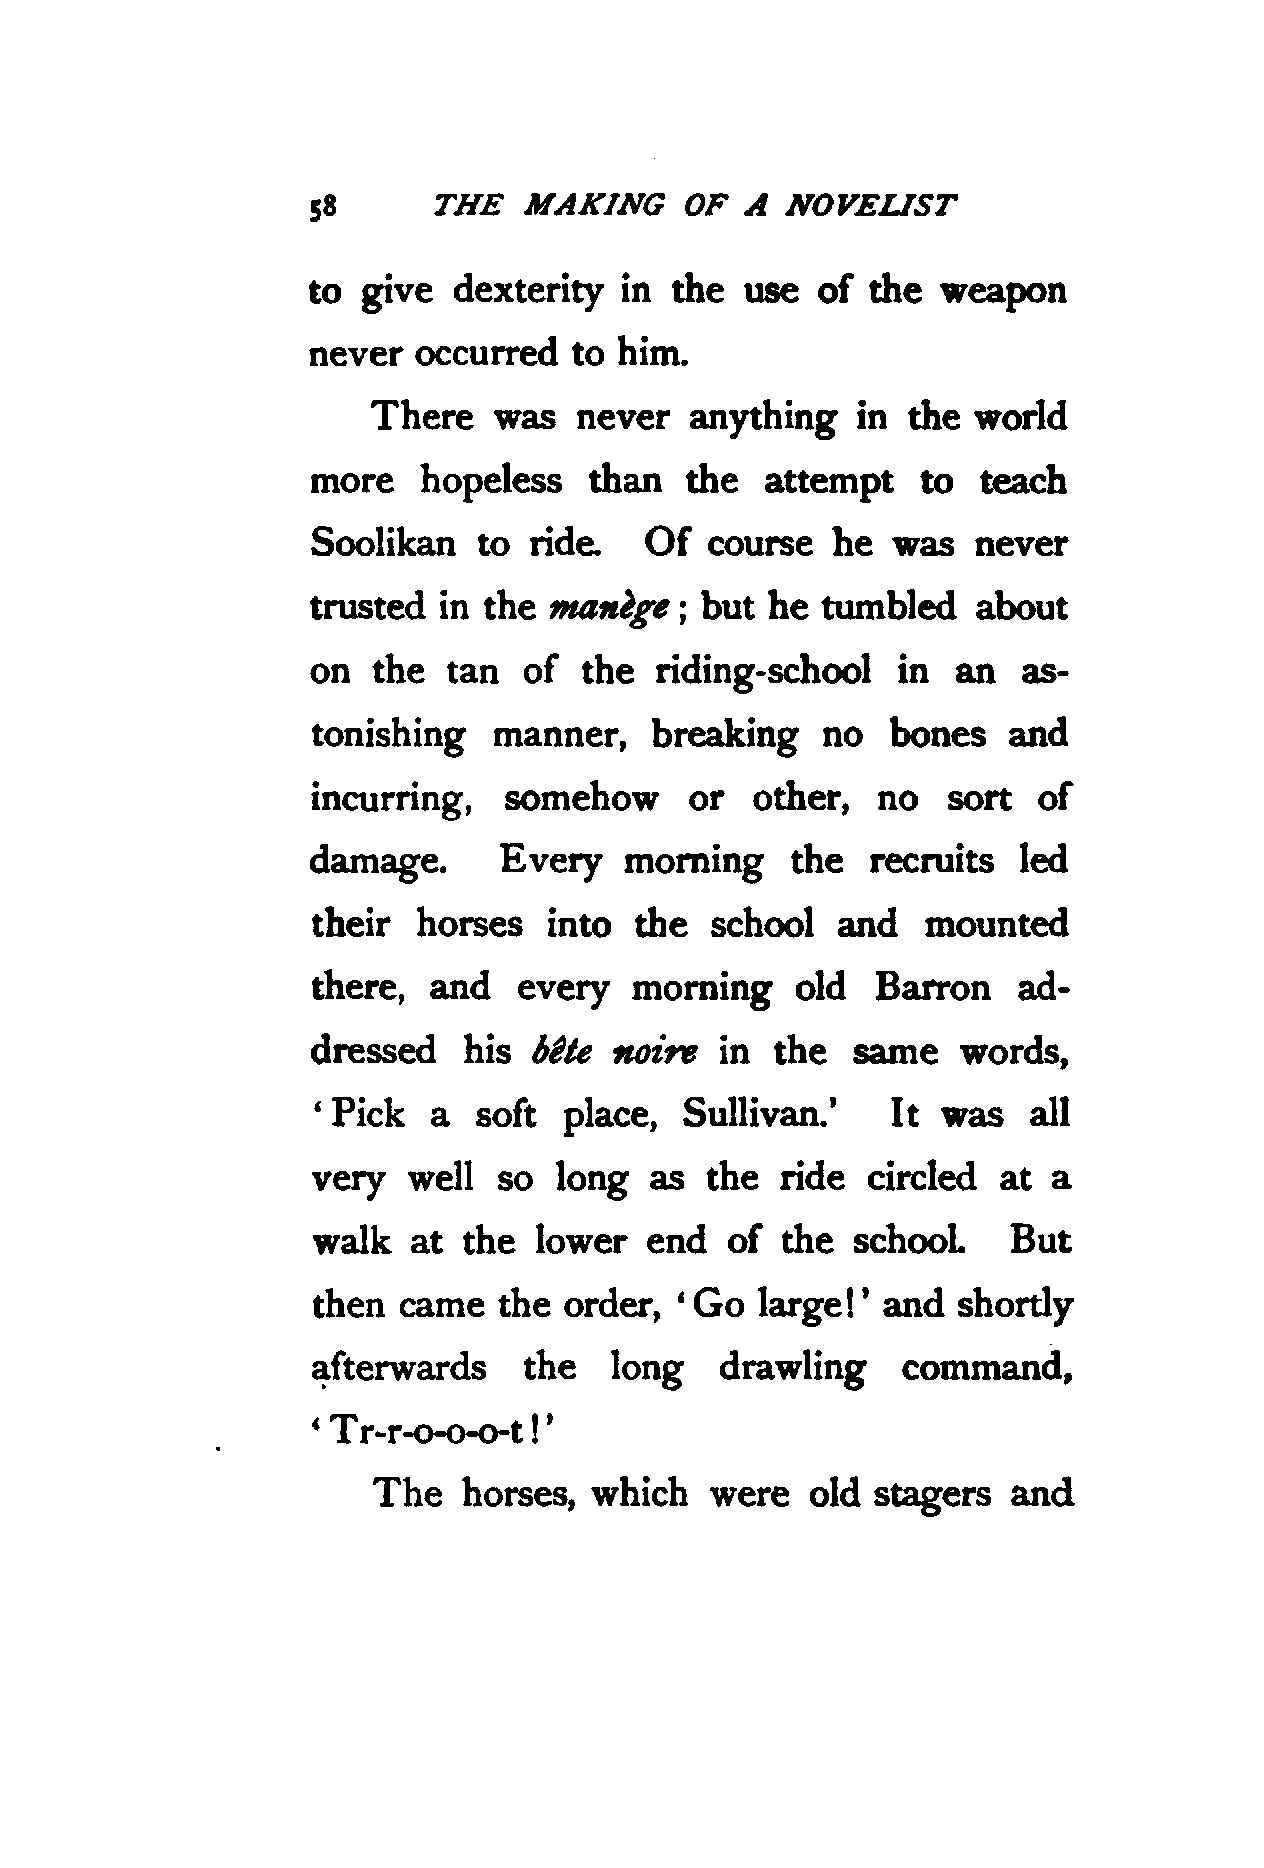 58 THE MAKING OF A NOVELIST
to give dexterity in the use of the weapon
never occurred to him.
There was never anything in the world
more hopeless than the attempt to teach
Soolikan to ride. Of course he was never
trusted in the manège; but he tumbled about
on the tan of the riding-school in an as-
tonishing manner, breaking no bones and
incurring, somehow or other, no sort of
damage. Every morning the recruits led
their horses into the school and mounted
there, and every morning old Barron ad-
dressed his bête noire in the same words,
‘Pick a soft place, Sullivan.’ It was all
very well so long as the ride circled at a
walk at the lower end of the school. But
then came the order, ‘Go large!’ and shortly
afterwards the long drawling command,
‘Tr-r-o-o-o-t!’
The horses, which were old stagers and